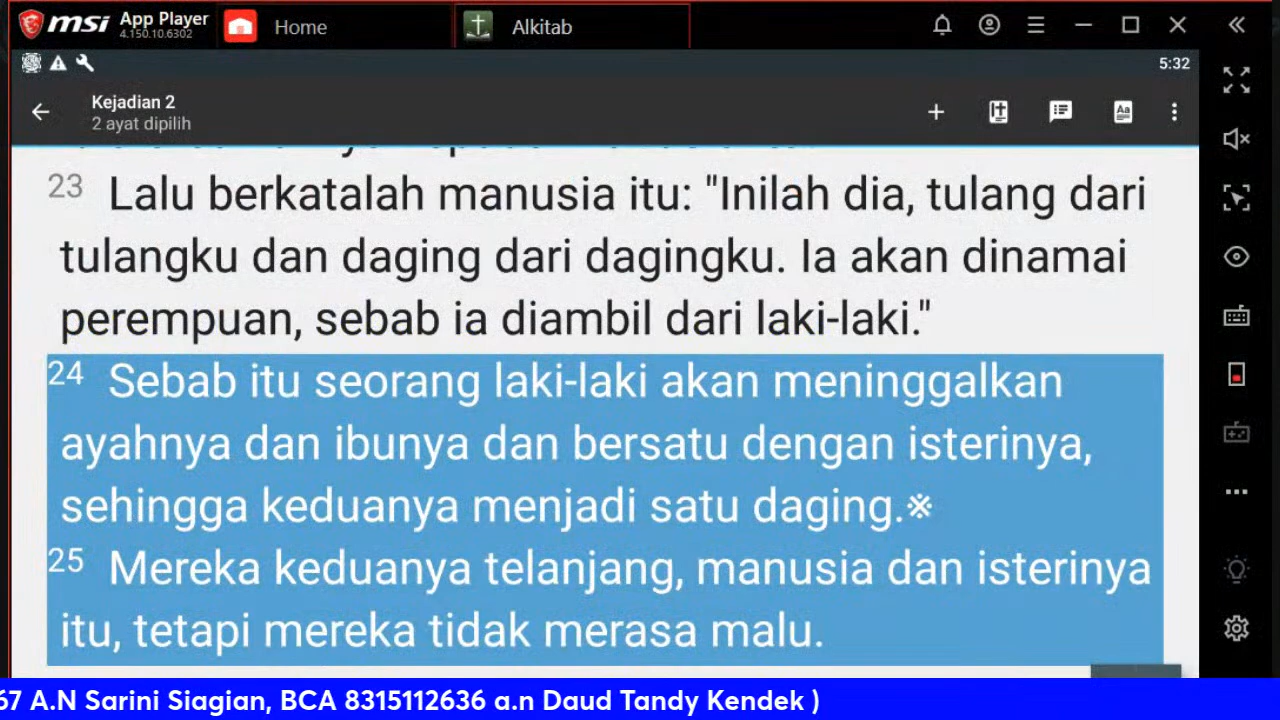 msi App Player
4.150.10.6302
Home
Alkitab
5:32
Kejadian 2
2 ayat dipilih
23 Lalu berkatalah manusia itu: "Inilah dia, tulang dari
tulangku dan daging dari dagingku. Ia akan dinamai
perempuan, sebab ia diambil dari laki-laki."
24 Sebab itu seorang laki-laki akan meninggalkan
ayahnya dan ibunya dan bersatu dengan isterinya,
sehingga keduanya menjadi satu daging.※
25 Mereka keduanya telanjang, manusia dan isterinya
itu, tetapi mereka tidak merasa malu.
67 A.N Sarini Siagian, BCA 8315112636 a.n Daud Tandy Kendek )